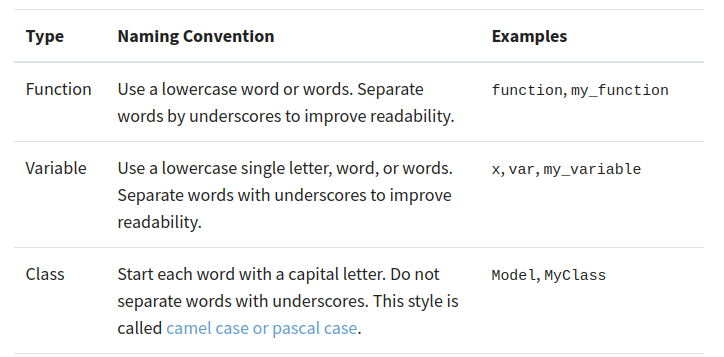 Type Naming Convention Examples
Function Use a lowercase word or words. Separate function, my_function
words by underscores to improve readability.
Variable Use a lowercase single letter, word, or words. x, var, my_variable
Separate words with underscores to improve
readability.
Class Start each word with a capital letter. Do not Model, MyClass
separate words with underscores. This style is
called camel case or pascal case.